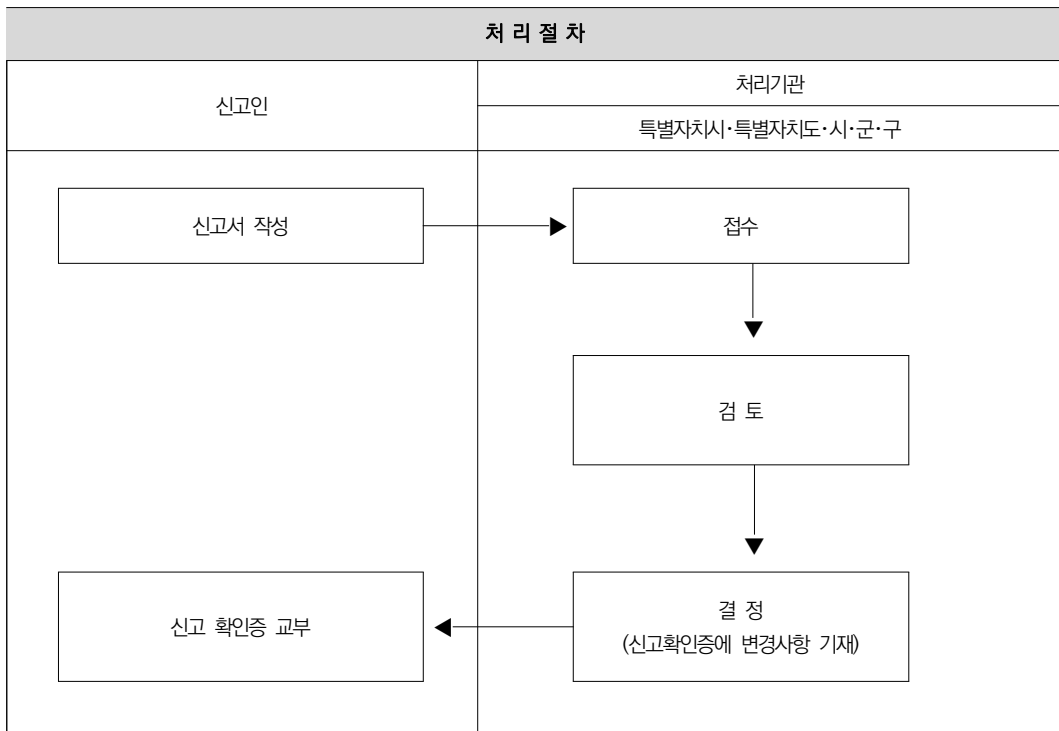 처 리 절 차
신고인
처리기관
특별자치시·특별자치도·시·군·구
신고서 작성
접수
검 토
신고 확인증 교부
결 정
(신고확인증에 변경사항 기재)